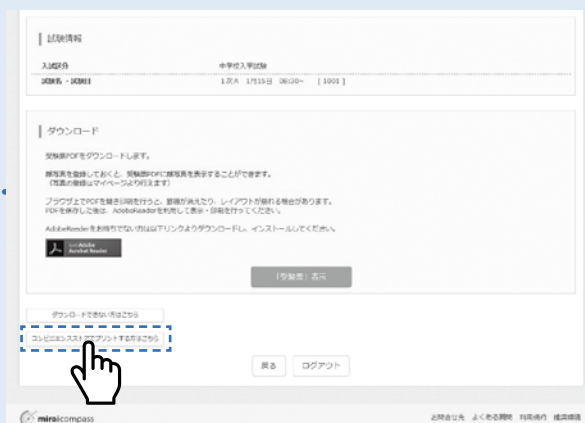 試験情報
入試区分 中学校入学試験
試験名・試験日 1次A 1月15日 08:30~ [1001]
ダウンロード
受験票PDFをダウンロードします。
顔写真を登録しておくと、受験票PDFに顔写真を表示することができます。
(写真の登録はマイページより行えます)
ブラウザ上でPDFを開き印刷を行うと、罫線が消えたり、レイアウトが崩れる場合があります。
PDFを保存した後は、AdobeReaderを利用して表示・印刷を行ってください。
AdobeReaderをお持ちでない方は以下リンクよりダウンロードし、インストールしてください。
Get Adobe
Acrobat Reader
「受験票」表示
ダウンロードできない方はこちら
コンビニエンスストアでプリントする方はこちら
戻る ログアウト
miraicompass お問合せ先 よくある質問 利用規約 推奨環境